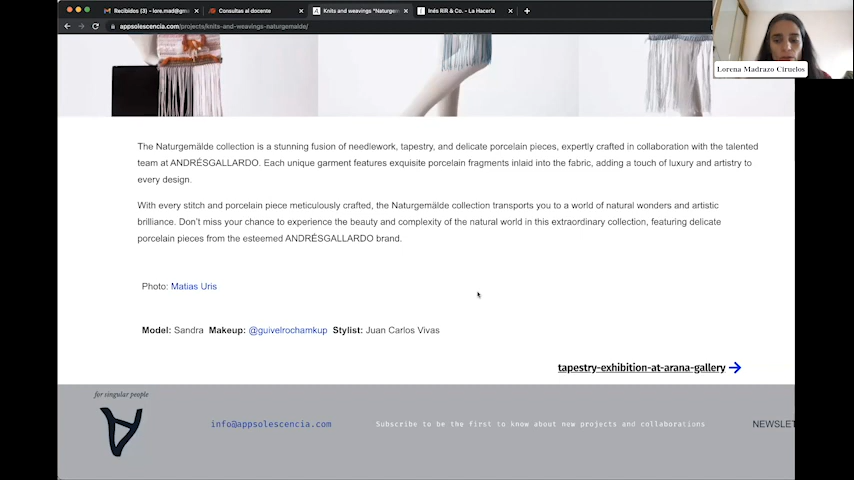 Recibidos (3) - lore.mad@gm
Consultas al docente
Knits and weavings "Naturgem
Inés RIR & Co. - La Hacería
appsolescencia.com/projects/knits-and-weavings-naturgemalde/
Lorena Madrazo Ciruelos
The Naturgemälde collection is a stunning fusion of needlework, tapestry, and delicate porcelain pieces, expertly crafted in collaboration with the talented
team at ANDRÉSGALLARDO. Each unique garment features exquisite porcelain fragments inlaid into the fabric, adding a touch of luxury and artistry to
every design.
With every stitch and porcelain piece meticulously crafted, the Naturgemälde collection transports you to a world of natural wonders and artistic
brilliance. Don't miss your chance to experience the beauty and complexity of the natural world in this extraordinary collection, featuring delicate
porcelain pieces from the esteemed ANDRÉSGALLARDO brand.
Photo: Matias Uris
Model: Sandra Makeup: @guivelrochamkup Stylist: Juan Carlos Vivas
tapestry-exhibition-at-arana-gallery
for singular people
info@appsolescencia.com
Subscribe to be the first to know about new projects and collaborations
NEWSLET